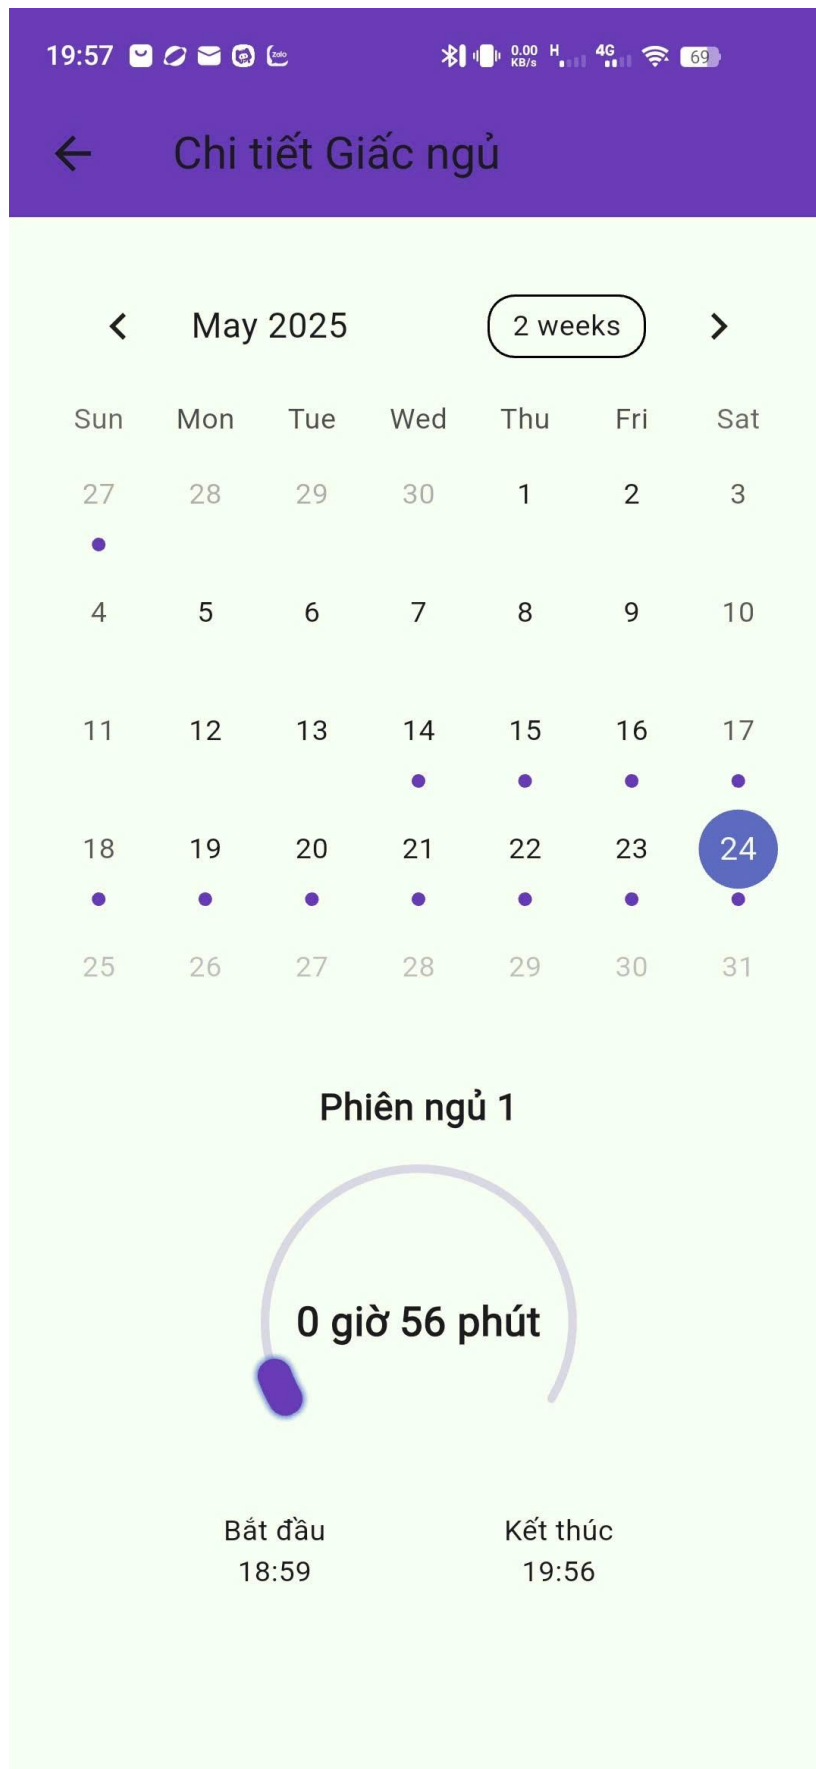 19:57 Zalo 0.00 KB/s H 4G 69
Chi tiết Giấc ngủ
May 2025 2 weeks
Sun Mon Tue Wed Thu Fri Sat
27 28 29 30 1 2 3
4 5 6 7 8 9 10
11 12 13 14 15 16 17
18 19 20 21 22 23 24
25 26 27 28 29 30 31
Phiên ngủ 1
0 giờ 56 phút
Bắt đầu Kết thúc
18:59 19:56